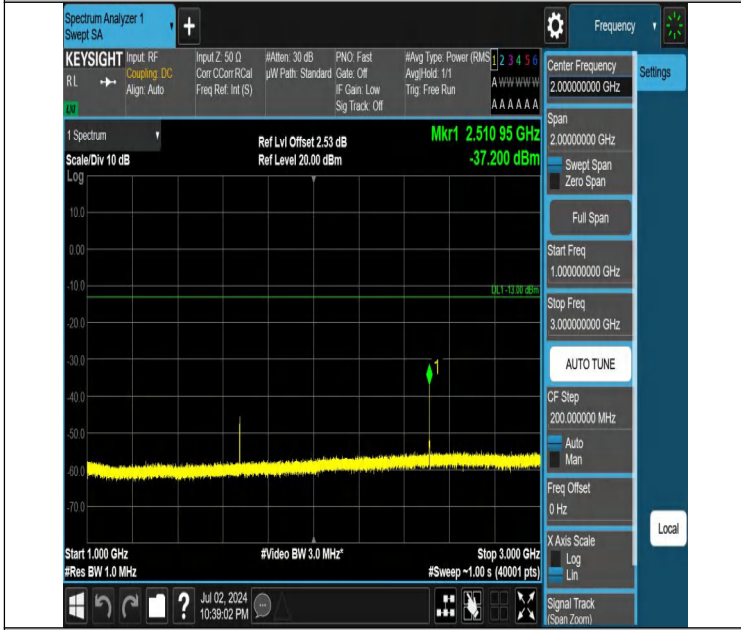 Spectrum Analyzer 1
Swept SA
+
Frequency
KEYSIGHT
RL
Input: RF
Coupling: DC
Align: Auto
Input Z: 50 Ω
Corr CCorr RCal
Freq Ref: Int (S)
#Atten: 30 dB
µW Path: Standard
PNO: Fast
Gate: Off
IF Gain: Low
Sig Track: Off
#Avg Type: Power (RMS
Avg|Hold: 1/1
Trig: Free Run
1 2 3 4 5 6
A W W W W W
A A A A A A
1 Spectrum
Scale/Div 10 dB
Log
Ref Lvl Offset 2.53 dB
Ref Level 20.00 dBm
Mkr1 2.510 95 GHz
-37.200 dBm
10.0
0.00
-10.0
DL1 -13.00 dBm
-20.0
-30.0
1
-40.0
-50.0
-60.0
-70.0
Start 1.000 GHz
#Res BW 1.0 MHz
#Video BW 3.0 MHz*
Stop 3.000 GHz
#Sweep ~1.00 s (40001 pts)
?
Jul 02, 2024
10:39:02 PM
Center Frequency
2.000000000 GHz
Settings
Span
2.00000000 GHz
Swept Span
Zero Span
Full Span
Start Freq
1.000000000 GHz
Stop Freq
3.000000000 GHz
AUTO TUNE
CF Step
200.000000 MHz
Auto
Man
Freq Offset
0 Hz
X Axis Scale
Log
Lin
Local
Signal Track
(Span Zoom)